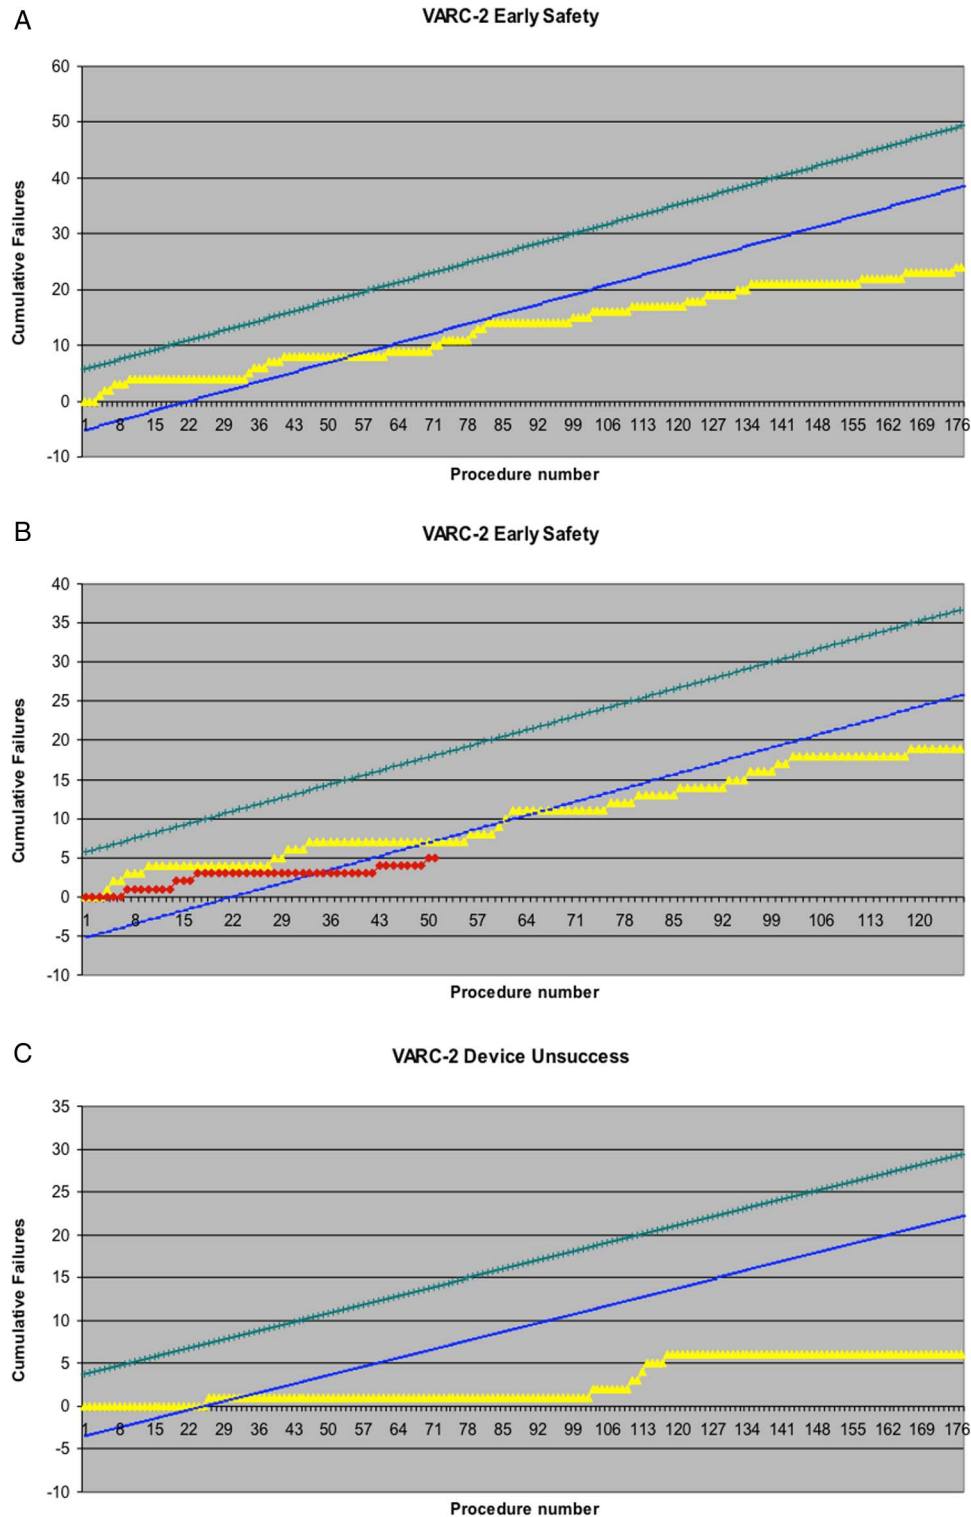 A
VARC-2 Early Safety
60
50
40
30
20
10
0
-10
Cumulative Failures
1 8 15 22 29 36 43 50 57 64 71 78 85 92 99 106 113 120 127 134 141 148 155 162 169 176
Procedure number
B
VARC-2 Early Safety
40
35
30
25
20
15
10
5
0
-5
-10
Cumulative Failures
1 8 15 22 29 36 43 50 57 64 71 78 85 92 99 106 113 120
Procedure number
C
VARC-2 Device Unsuccess
35
30
25
20
15
10
5
0
-5
-10
Cumulative Failures
1 8 15 22 29 36 43 50 57 64 71 78 85 92 99 106 113 120 127 134 141 148 155 162 169 176
Procedure number